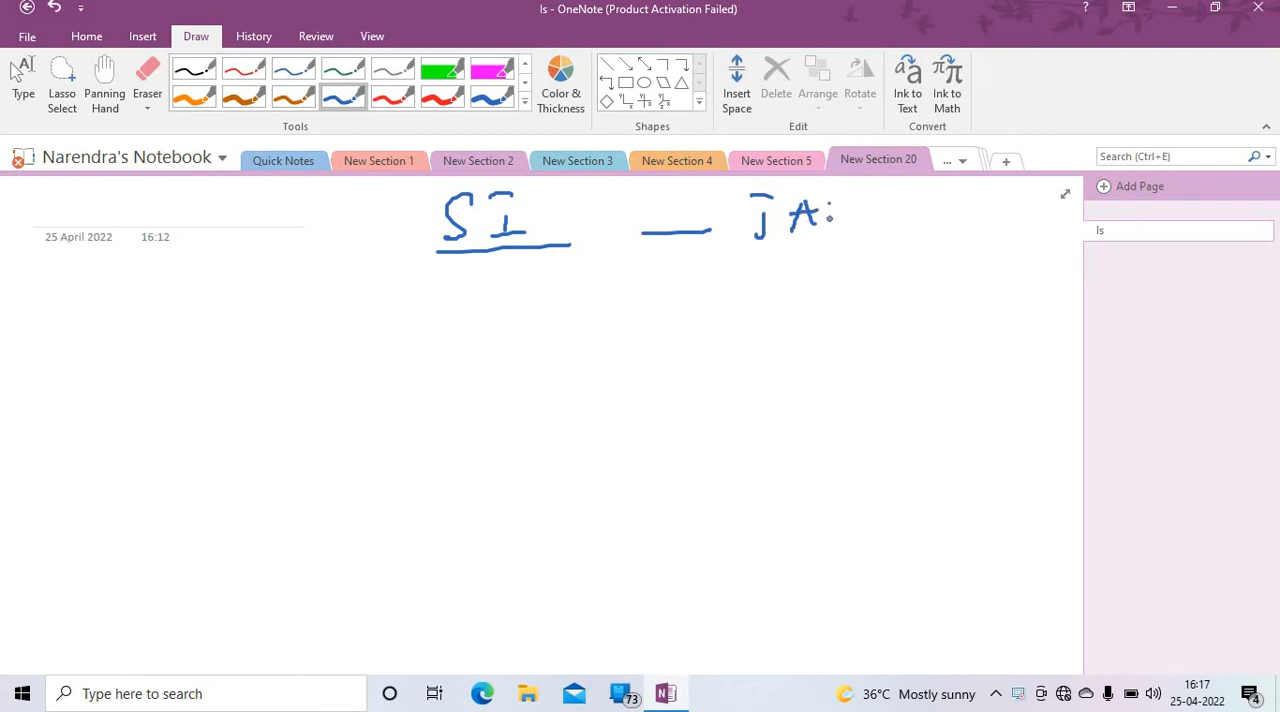 Is - OneNote (Product Activation Failed)
File Home Insert Draw History Review View
Type Lasso Select Panning Hand Eraser Color & Thickness Insert Space Delete Arrange Rotate Ink to Text Ink to Math
Tools Shapes Edit Convert
Narendra's Notebook Quick Notes New Section 1 New Section 2 New Section 3 New Section 4 New Section 5 New Section 20 ... + Search (Ctrl+E)
Add Page
SI — JA:
Is
25 April 2022 16:12
Type here to search 73 36°C Mostly sunny 16:17 25-04-2022 4